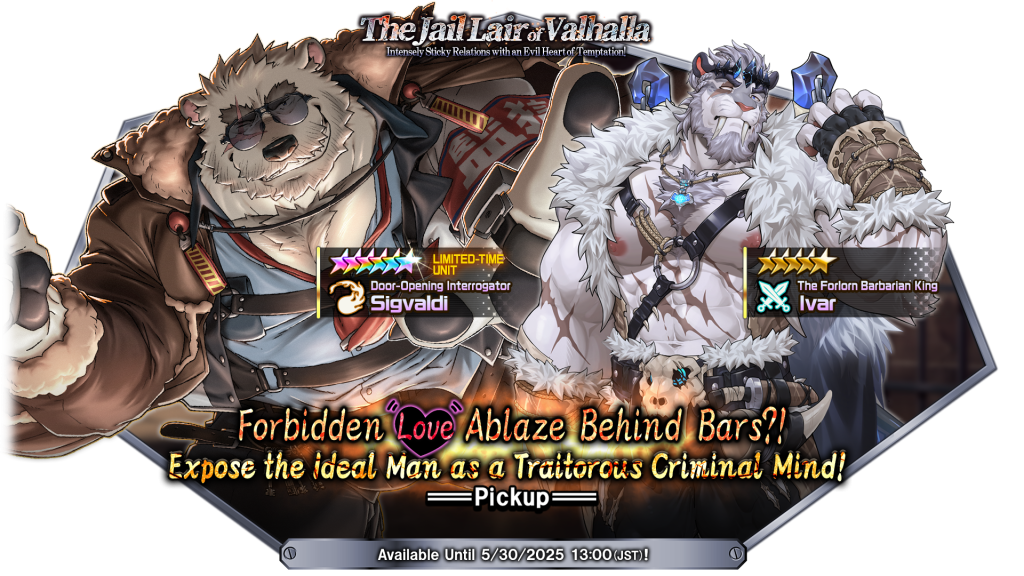 The Jail Lair of Valhalla
Intensely Sticky Relations with an Evil Heart of Temptation!
LIMITED-TIME
UNIT
Door-Opening Interrogator
Sigvaldi
The Forlorn Barbarian King
Ivar
Forbidden Love Ablaze Behind Bars?!
Expose the ideal Man as a Traitorous Criminal Mind!
Pickup
Available Until 5/30/2025 13:00(JST)!